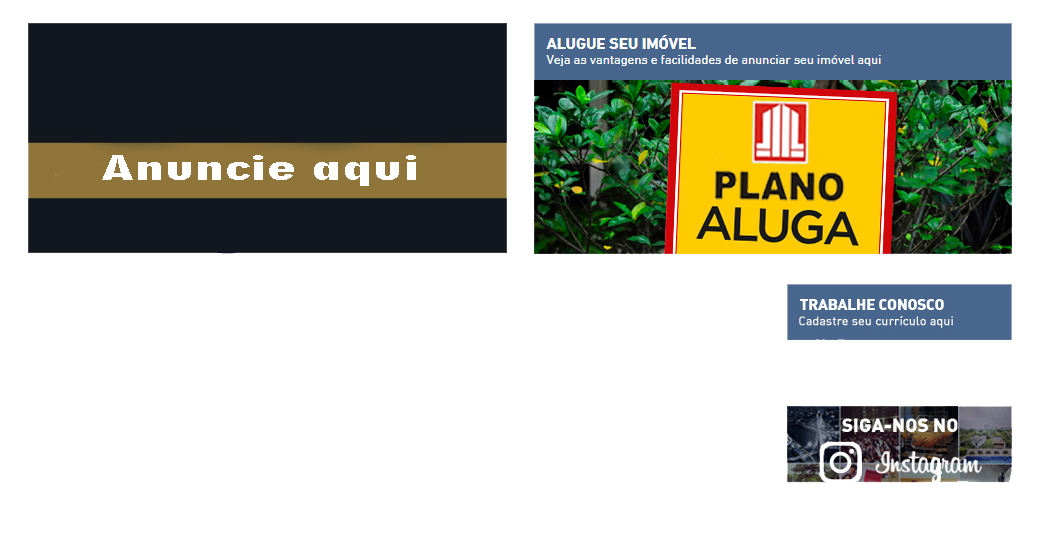 Anuncie aqui
ALUGUE SEU IMÓVEL
Veja as vantagens e facilidades de anunciar seu imóvel aqui
PLANO
ALUGA
TRABALHE CONOSCO
Cadastre seu currículo aqui
SIGA-NOS NO
Instagram